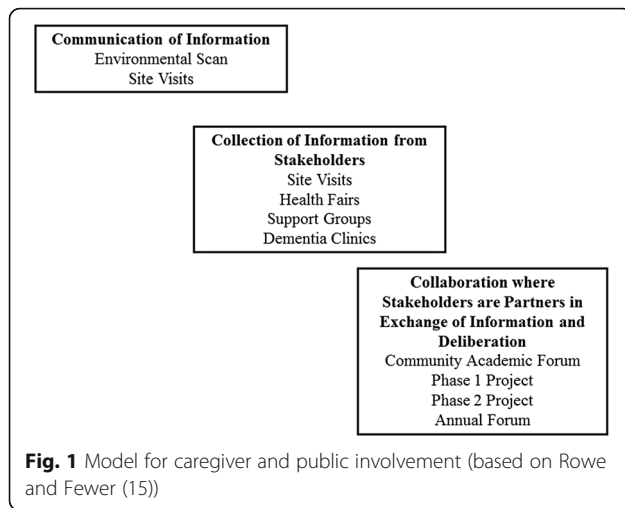 Communication of Information
Environmental Scan
Site Visits
Collection of Information from
Stakeholders
Site Visits
Health Fairs
Support Groups
Dementia Clinics
Collaboration where
Stakeholders are Partners in
Exchange of Information and
Deliberation
Community Academic Forum
Phase 1 Project
Phase 2 Project
Annual Forum
Fig. 1 Model for caregiver and public involvement (based on Rowe
and Fewer (15))